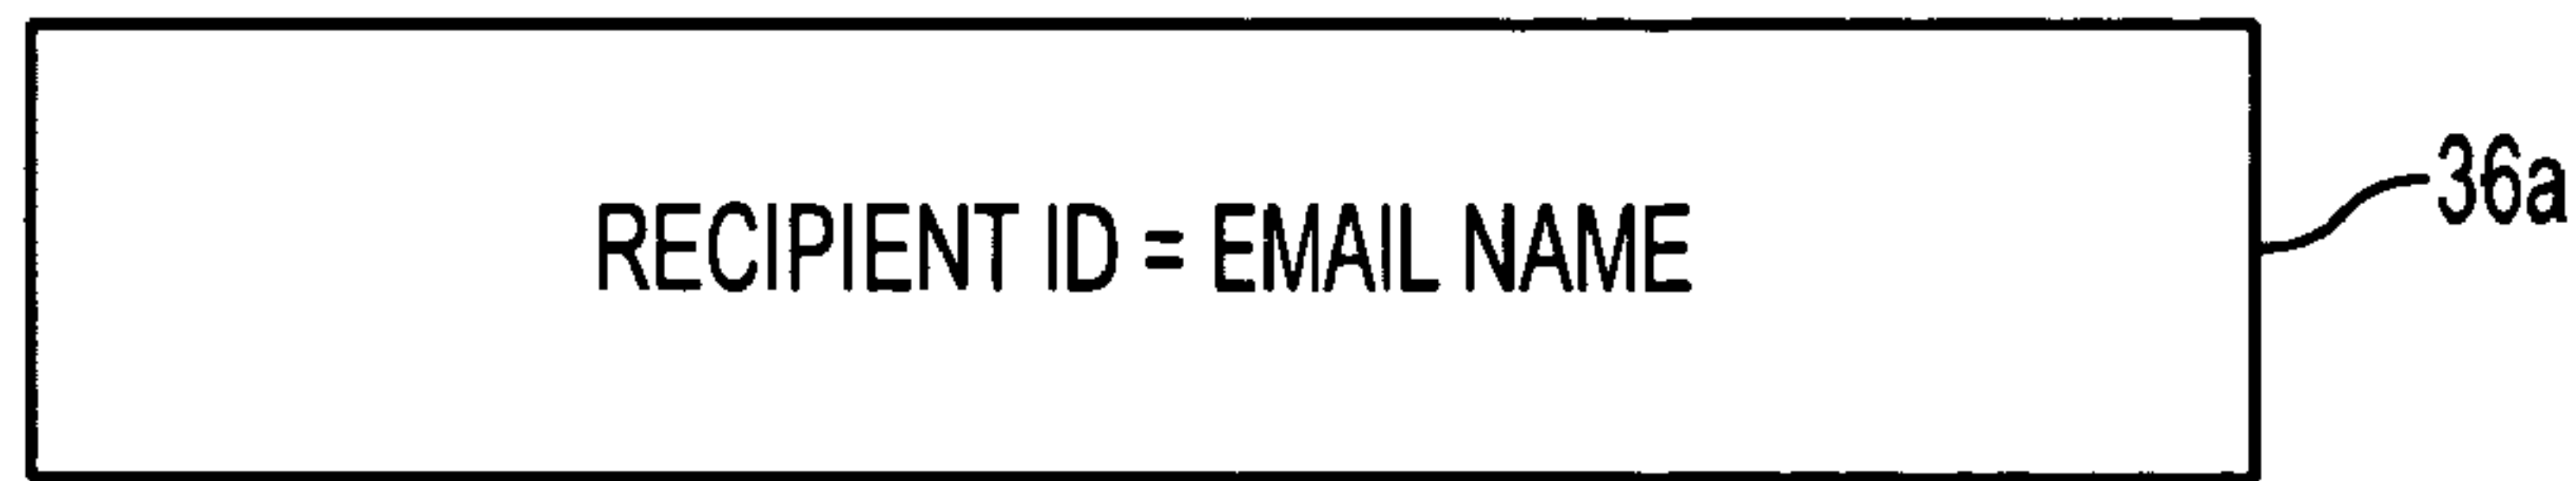 RECIPIENT ID = EMAIL NAME
36a